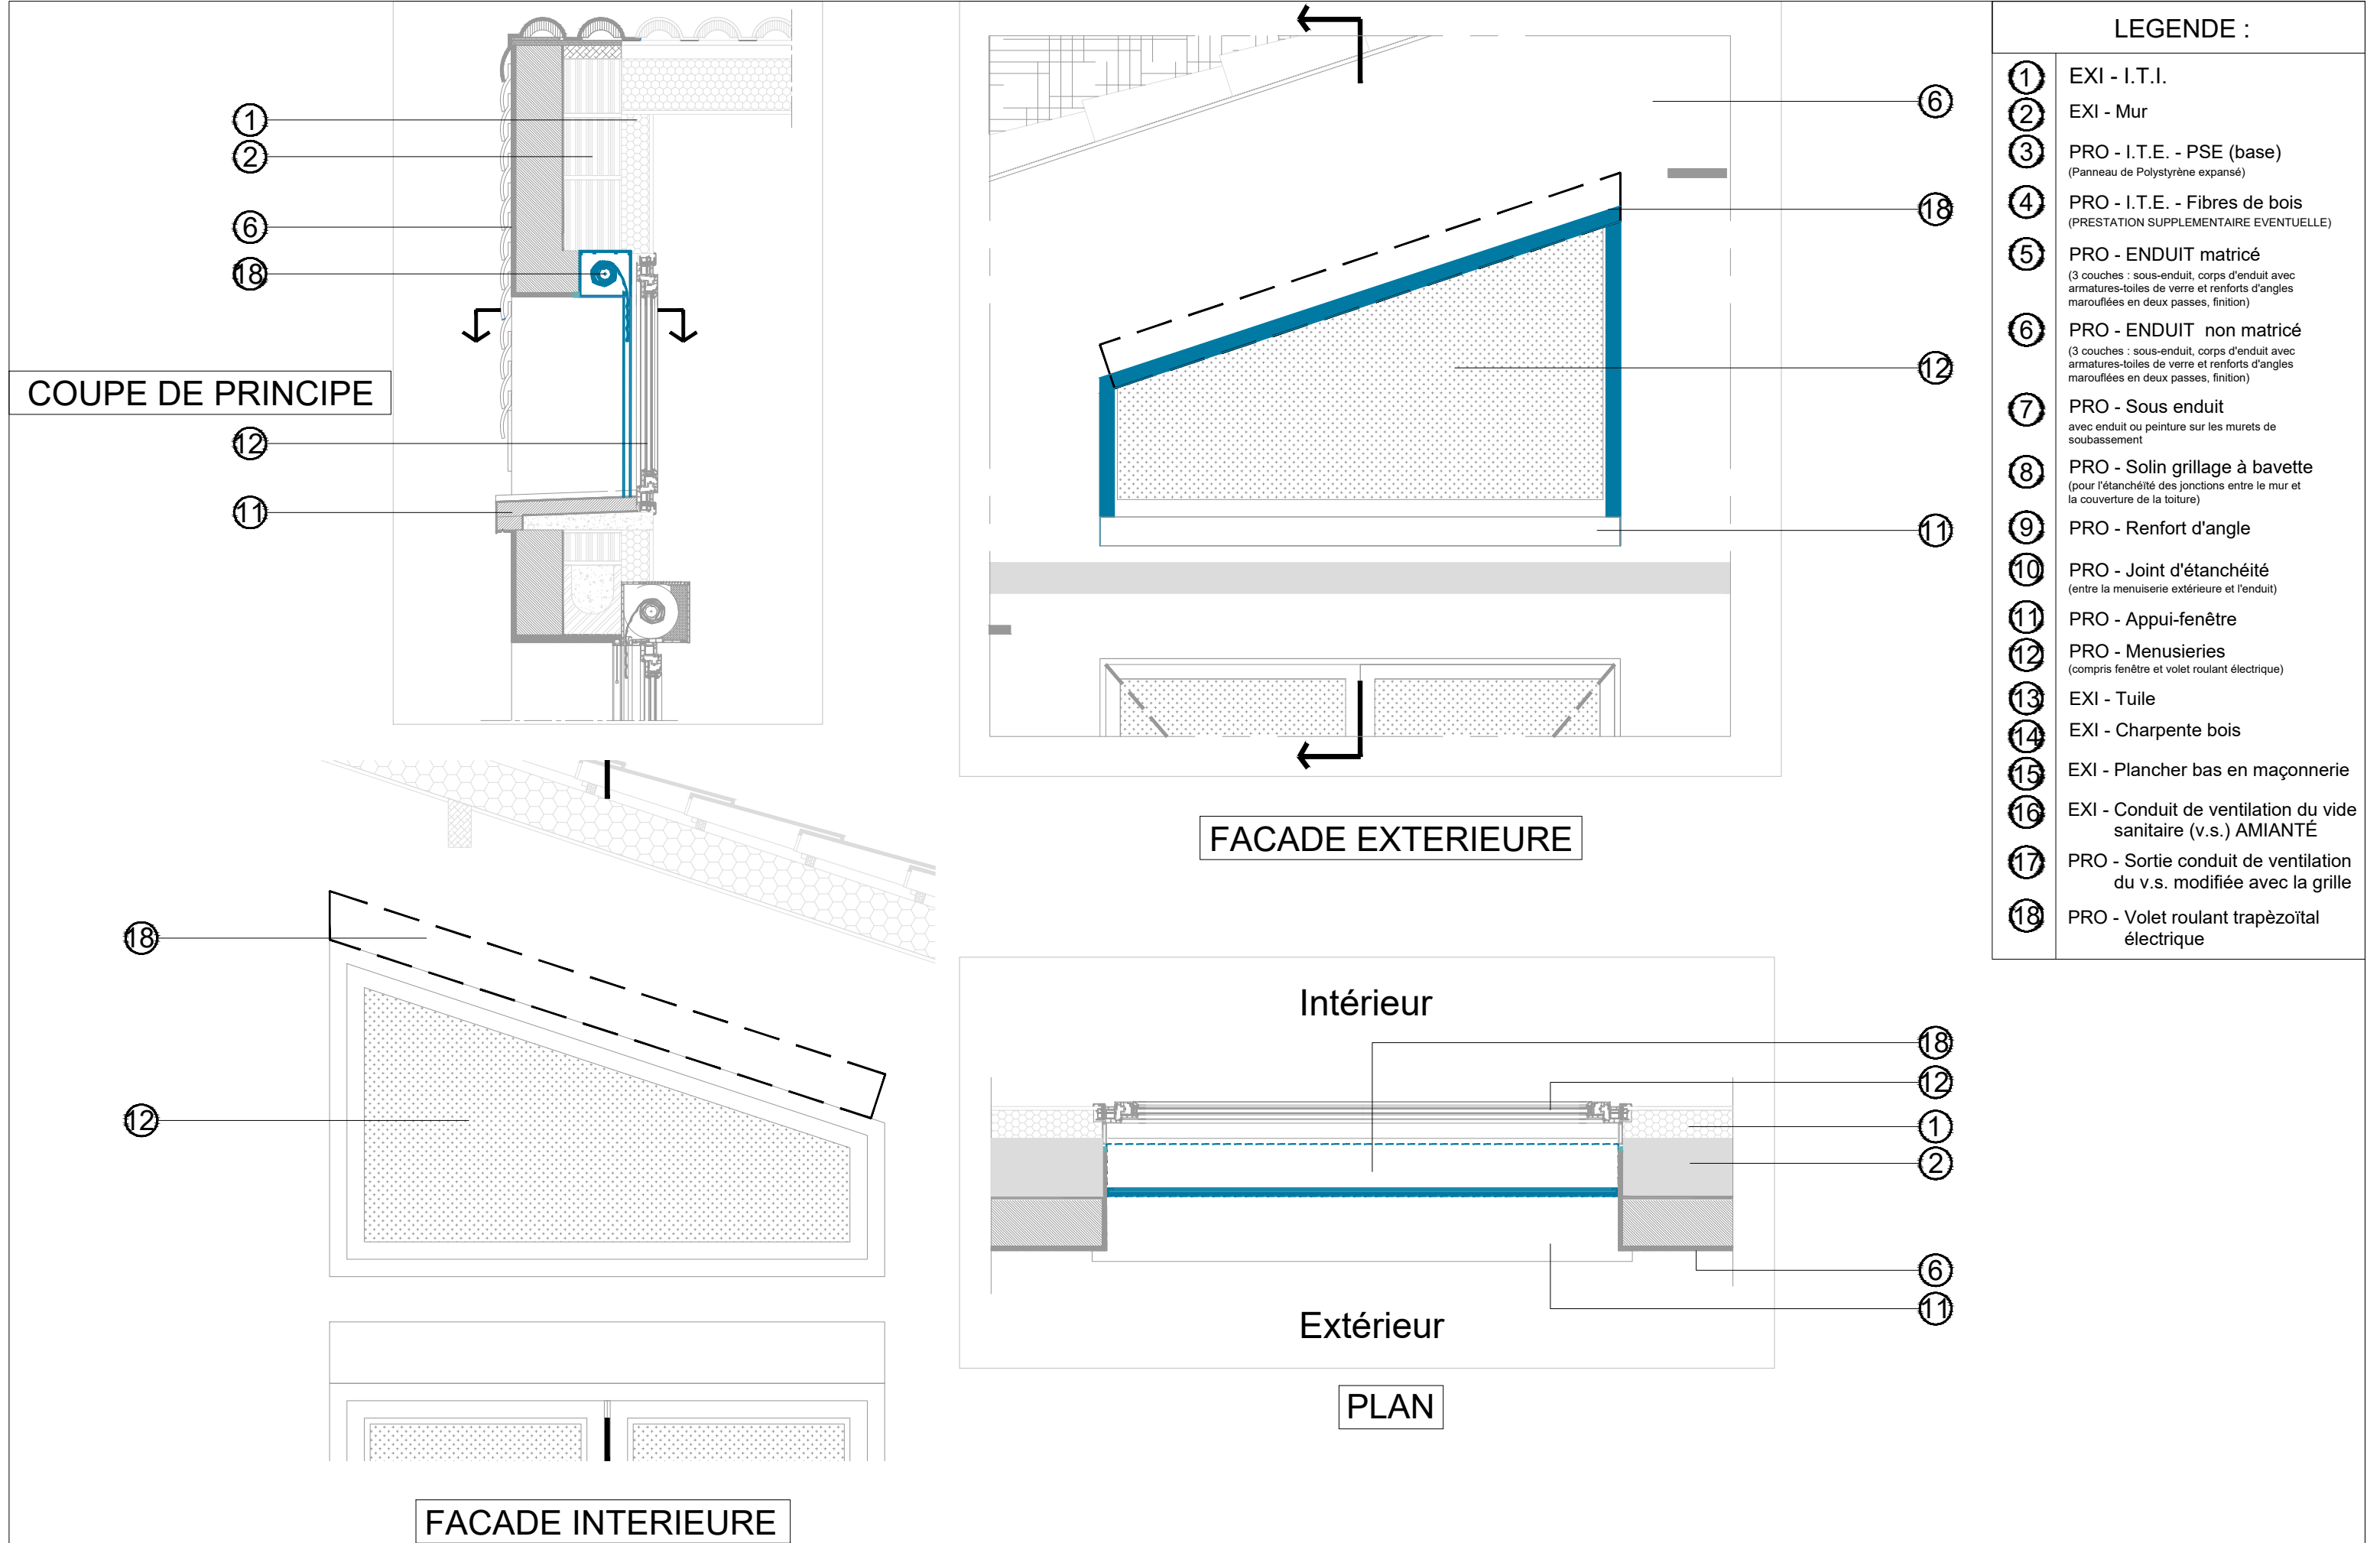 1
2
6
18
COUPE DE PRINCIPE
12
11
6
18
12
11
FACADE EXTERIEURE
18
12
FACADE INTERIEURE
Intérieur
18
12
1
2
6
11
Extérieur
PLAN
LEGENDE :
1 EXI - I.T.I.
2 EXI - Mur
3 PRO - I.T.E. - PSE (base)
(Panneau de Polystyrène expansé)
4 PRO - I.T.E. - Fibres de bois
(PRESTATION SUPPLEMENTAIRE EVENTUELLE)
5 PRO - ENDUIT matricé
(3 couches : sous-enduit, corps d'enduit avec
armatures-toiles de verre et renforts d'angles
marouflées en deux passes, finition)
6 PRO - ENDUIT non matricé
(3 couches : sous-enduit, corps d'enduit avec
armatures-toiles de verre et renforts d'angles
marouflées en deux passes, finition)
7 PRO - Sous enduit
avec enduit ou peinture sur les murets de
soubassement
8 PRO - Solin grillage à bavette
(pour l'étanchéïté des jonctions entre le mur et
la couverture de la toiture)
9 PRO - Renfort d'angle
10 PRO - Joint d'étanchéité
(entre la menuiserie extérieure et l'enduit)
11 PRO - Appui-fenêtre
12 PRO - Menusieries
(compris fenêtre et volet roulant électrique)
13 EXI - Tuile
14 EXI - Charpente bois
15 EXI - Plancher bas en maçonnerie
16 EXI - Conduit de ventilation du vide
sanitaire (v.s.) AMIANTÉ
17 PRO - Sortie conduit de ventilation
du v.s. modifiée avec la grille
18 PRO - Volet roulant trapèzoïtal
électrique